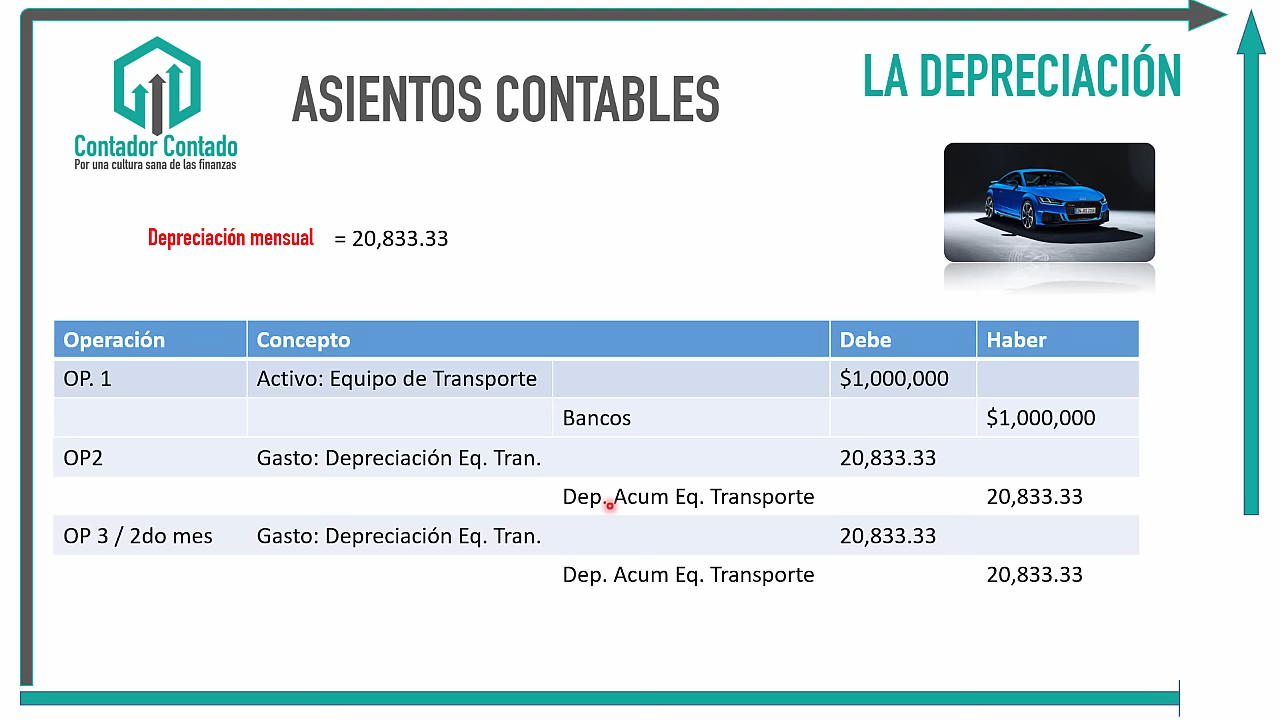 LA DEPRECIACIÓN
ASIENTOS CONTABLES
Contador Contado
Por una cultura sana de las finanzas
Depreciación mensual = 20,833.33
Operación Concepto Debe Haber
OP. 1 Activo: Equipo de Transporte $1,000,000
Bancos $1,000,000
OP2 Gasto: Depreciación Eq. Tran. 20,833.33
Dep. Acum Eq. Transporte 20,833.33
OP 3 / 2do mes Gasto: Depreciación Eq. Tran. 20,833.33
Dep. Acum Eq. Transporte 20,833.33